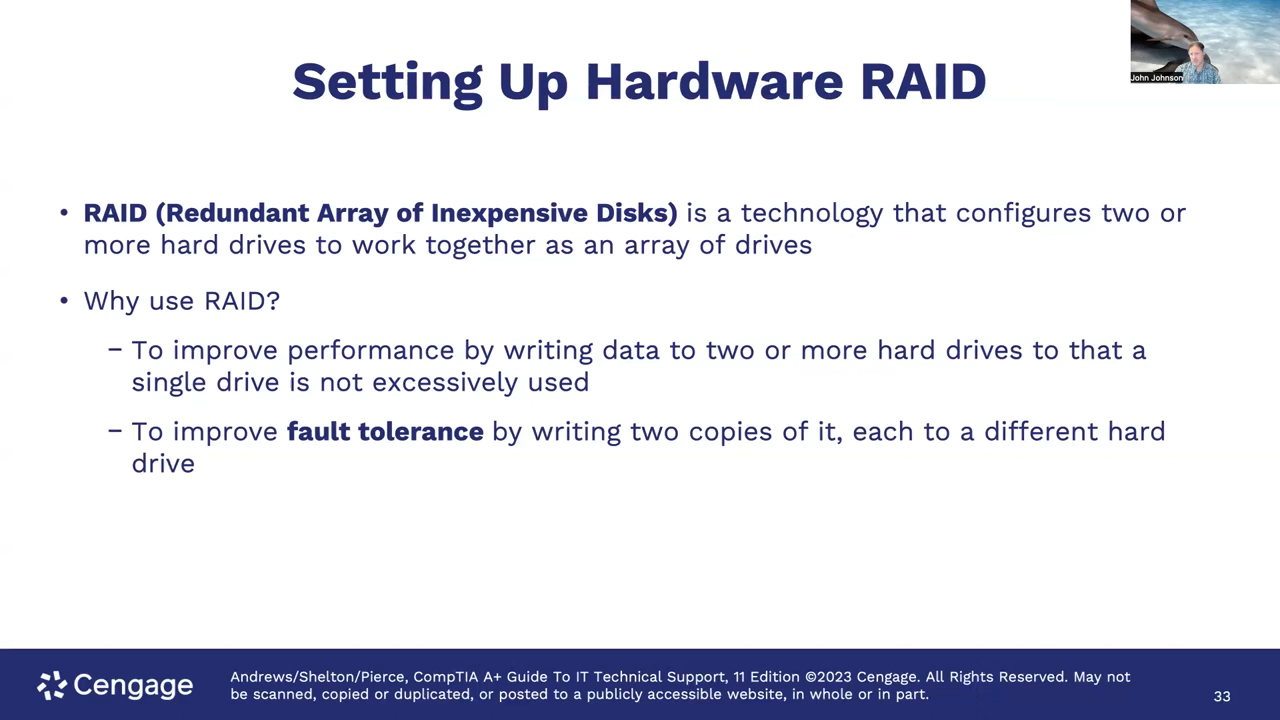 Setting Up Hardware RAID
John Johnson
• RAID (Redundant Array of Inexpensive Disks) is a technology that configures two or
more hard drives to work together as an array of drives
• Why use RAID?
− To improve performance by writing data to two or more hard drives to that a
single drive is not excessively used
− To improve fault tolerance by writing two copies of it, each to a different hard
drive
Cengage
Andrews/Shelton/Pierce, CompTIA A+ Guide To IT Technical Support, 11 Edition ©2023 Cengage. All Rights Reserved. May not
be scanned, copied or duplicated, or posted to a publicly accessible website, in whole or in part.
33